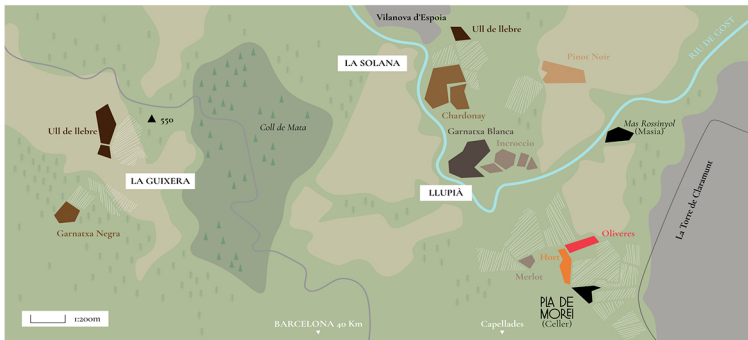 Vilanova d'Espoia
Ull de llebre
LA SOLANA
Pinot Noir
RIU DE GOST
Chardonay
550
Coll de Mata
Ull de llebre
Garnatxa Blanca
Incroccio
Mas Rossinyol
(Masia)
LA GUIXERA
LLUPIÀ
La Torre de Claramunt
Garnatxa Negra
Oliveres
Hort
Merlot
PLA DE
MOREI
(Celler)
1:200m
BARCELONA 40 Km
Capellades